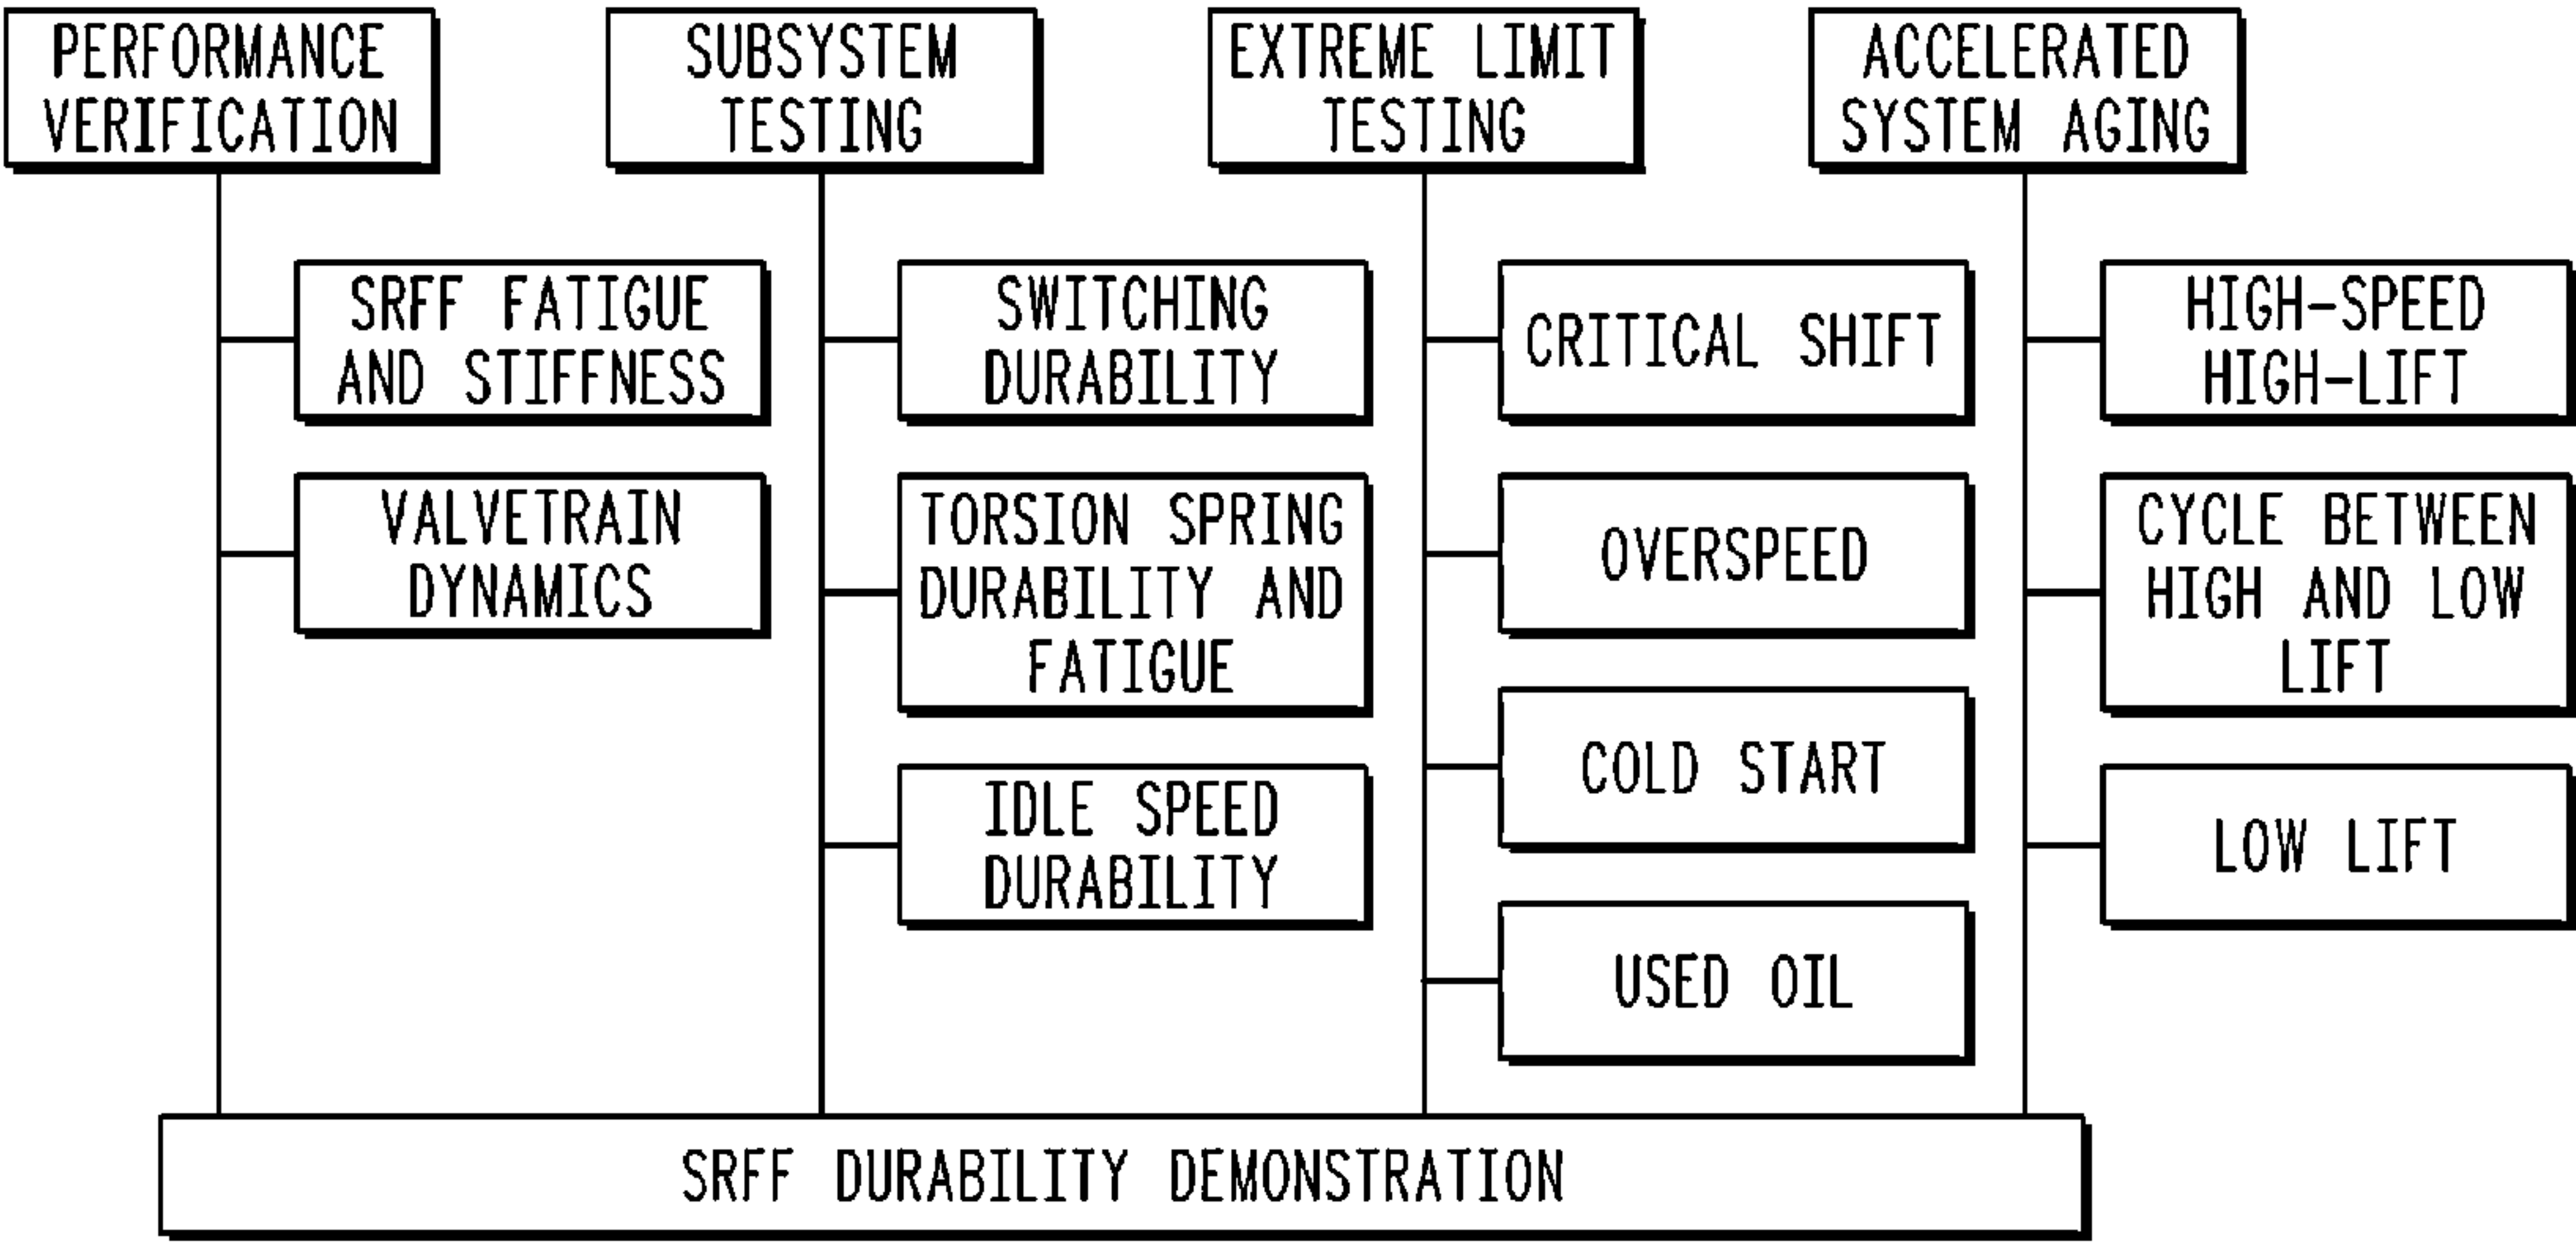 PERFORMANCE
VERIFICATION
SRFF FATIGUE
AND STIFFNESS
VALVETRAIN
DYNAMICS
SUBSYSTEM
TESTING
SWITCHING
DURABILITY
TORSION SPRING
DURABILITY AND
FATIGUE
IDLE SPEED
DURABILITY
EXTREME LIMIT
TESTING
CRITICAL SHIFT
OVERSPEED
COLD START
USED OIL
ACCELERATED
SYSTEM AGING
HIGH-SPEED
HIGH-LIFT
CYCLE BETWEEN
HIGH AND LOW
LIFT
LOW LIFT
SRFF DURABILITY DEMONSTRATION